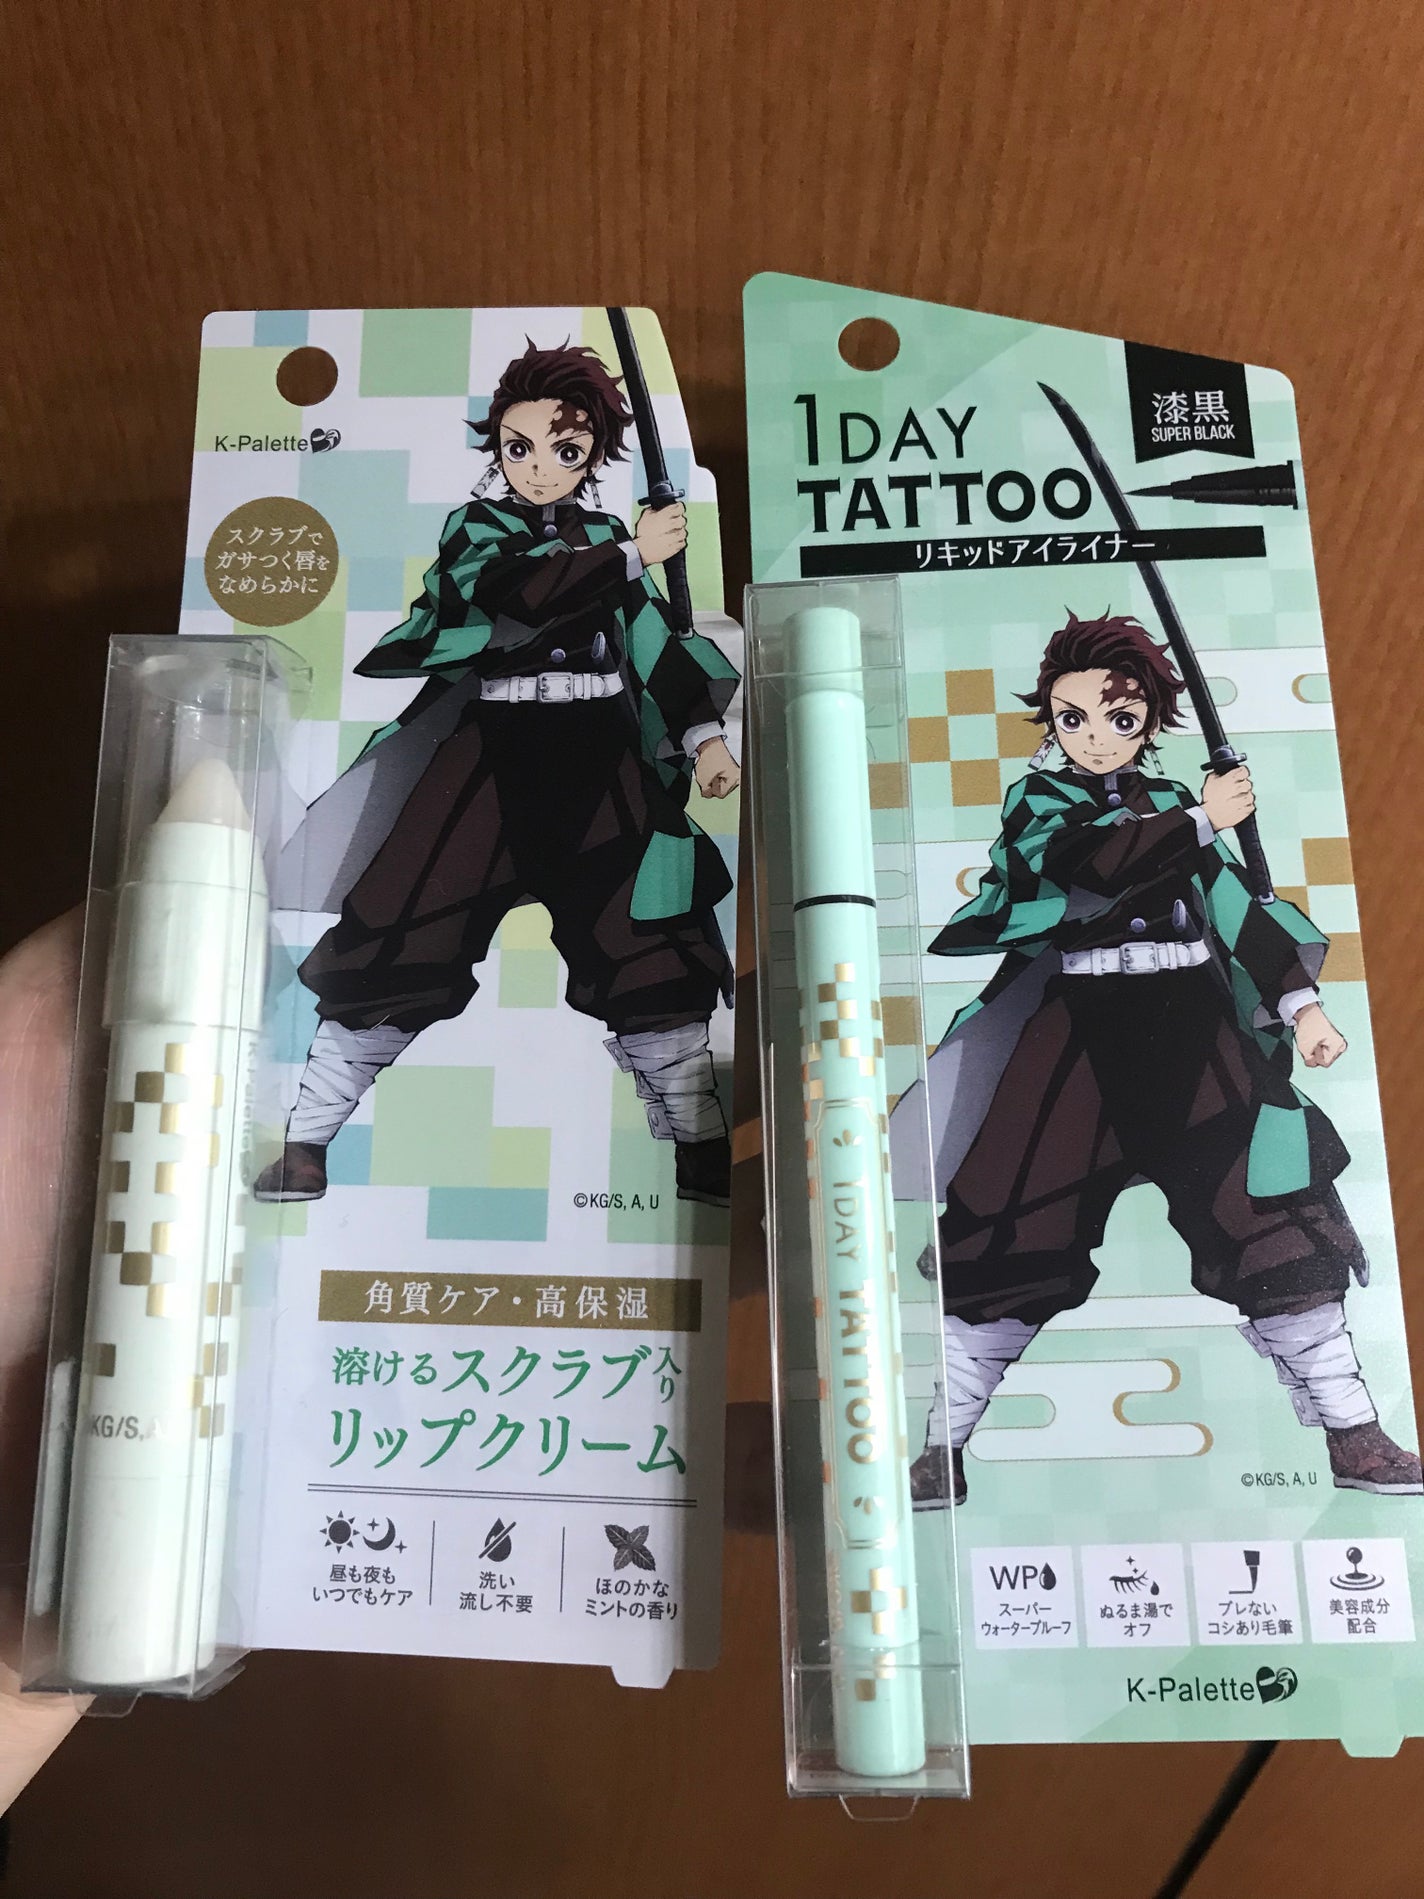 K-Palette
スクラブで
ガサつく唇を
なめらかに
K-Palette
KG/S, A
©KG/S, A, U
角質ケア・高保湿
溶けるスクラブ入り
リップクリーム
昼も夜も
いつでもケア
洗い
流し不要
ほのかな
ミントの香り
1DAY
TATTOO
リキッドアイライナー
漆黒
SUPER BLACK
1DAY TATTOO
©KG/S, A, U
WP
スーパー
ウォータープルーフ
ぬるま湯で
オフ
ブレない
コシあり毛筆
美容成分
配合
K-Palette